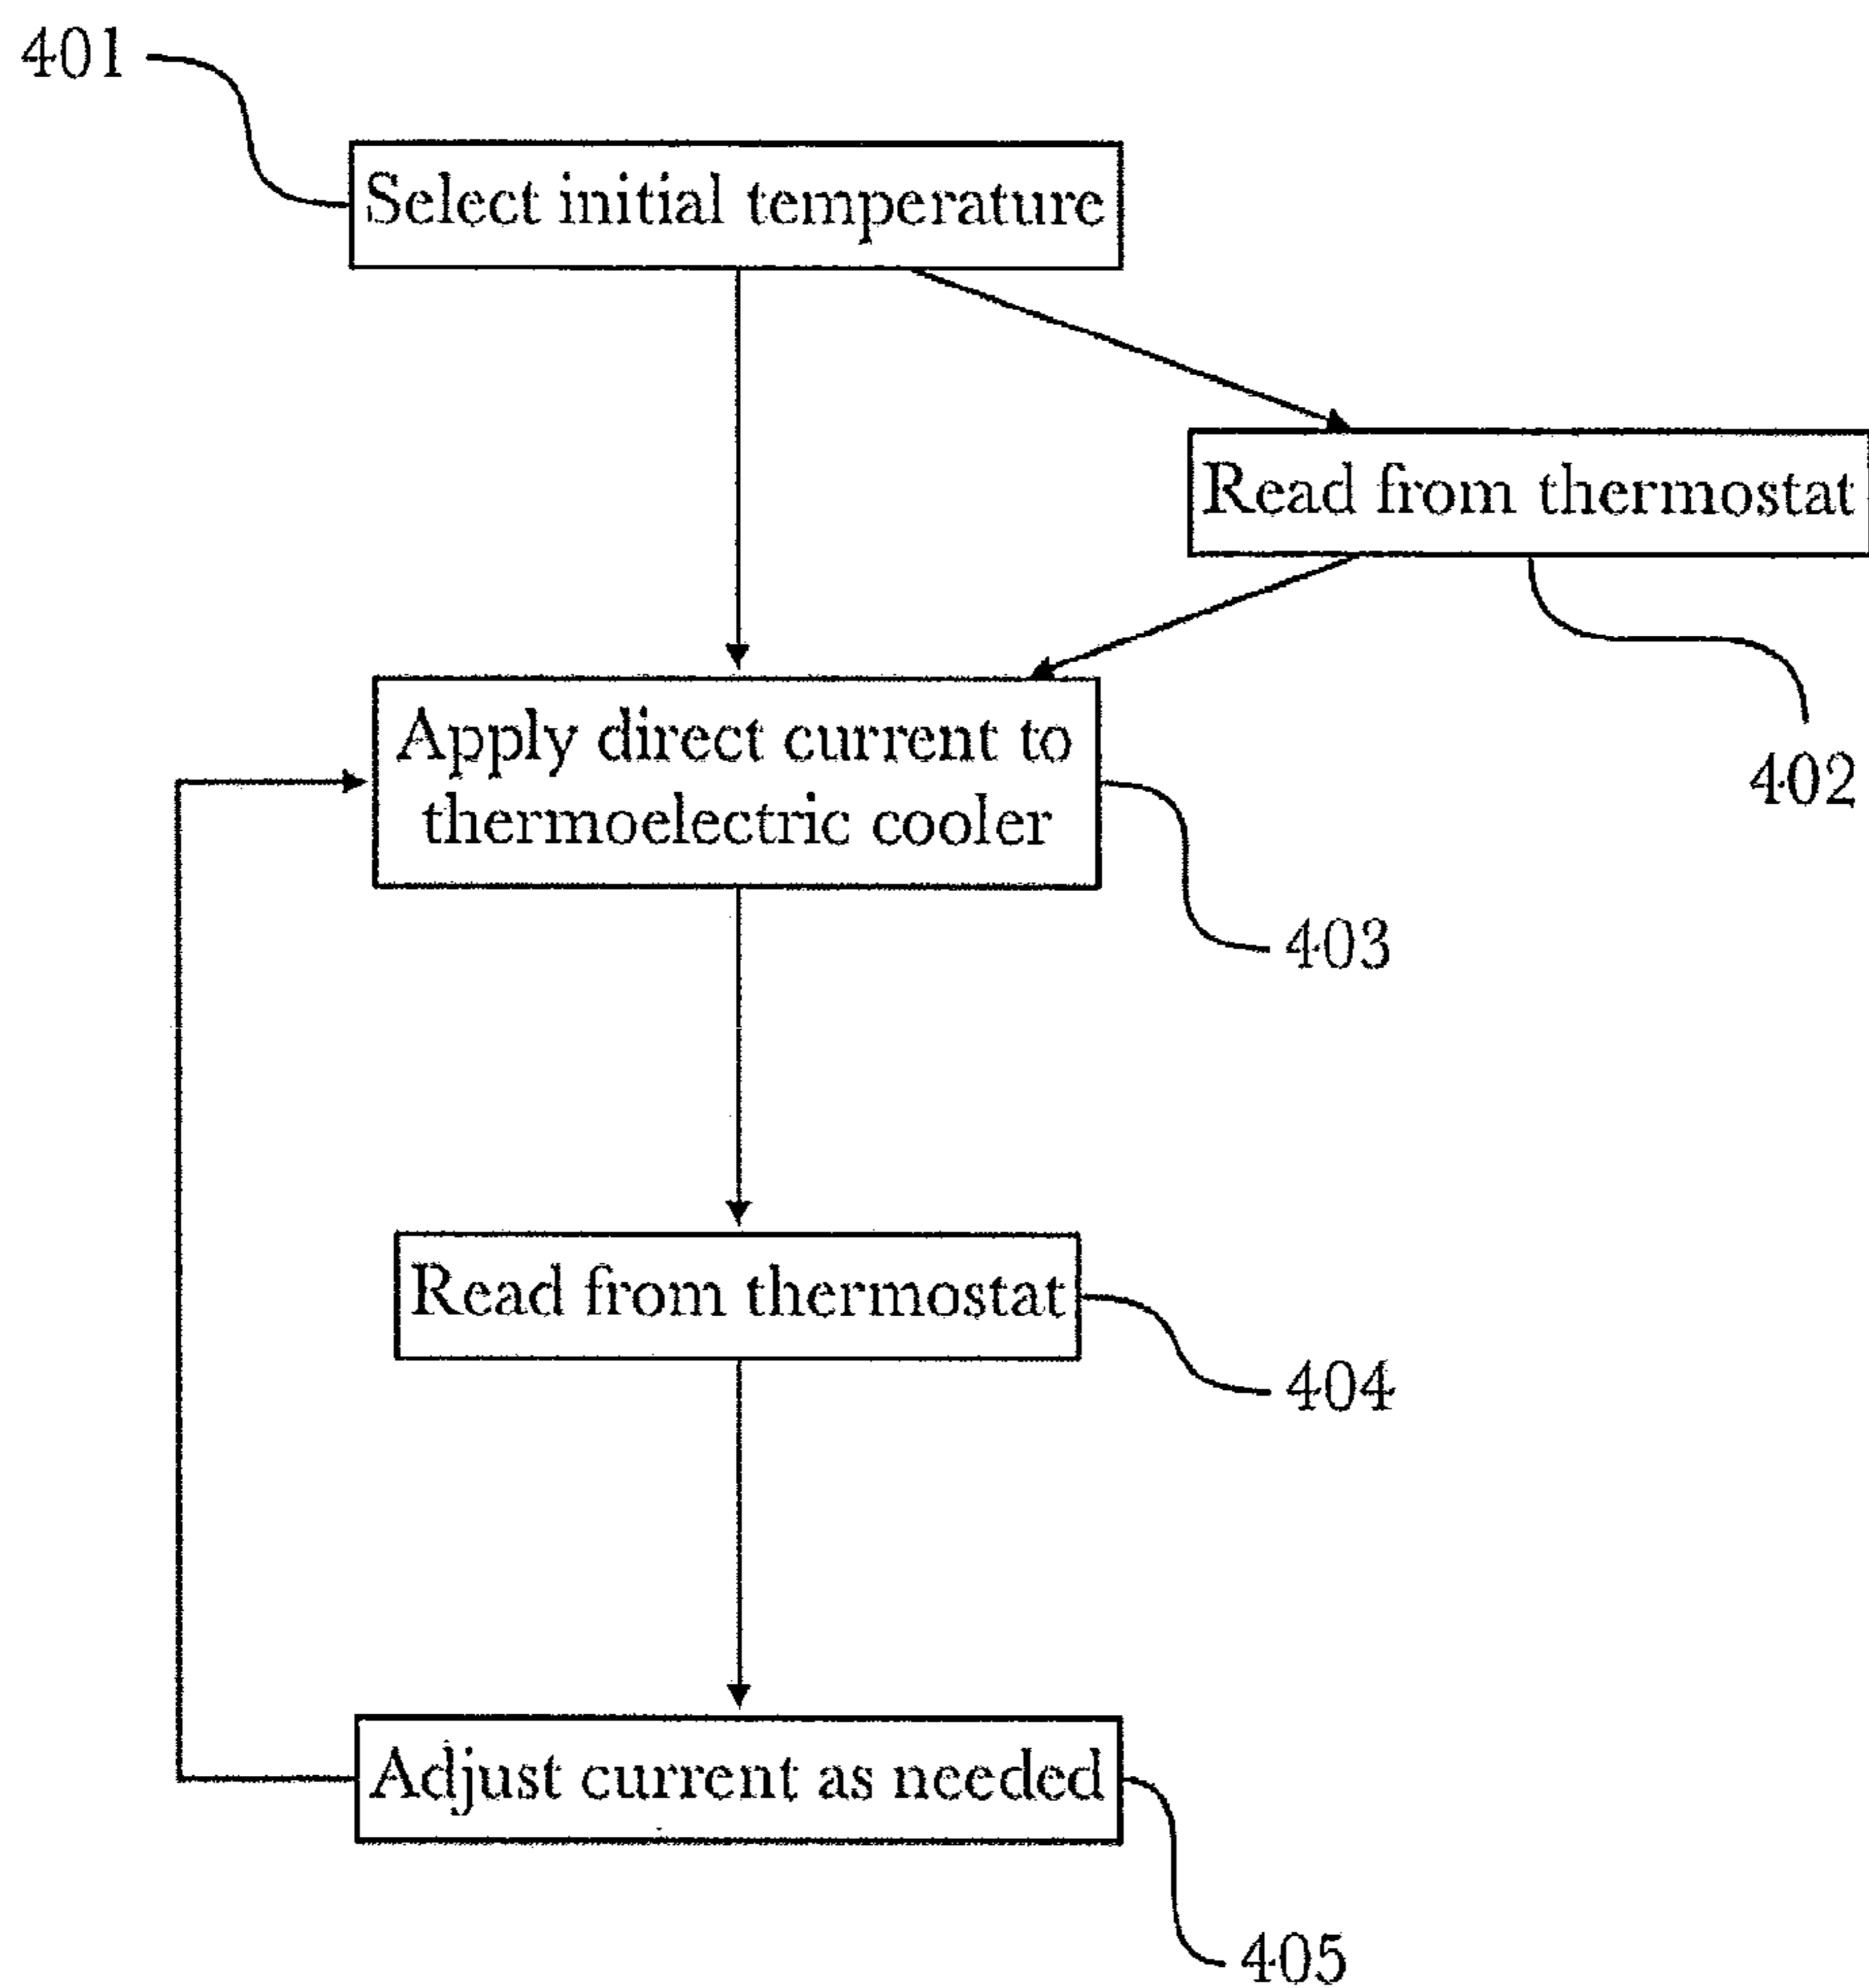 401
Select initial temperature
Read from thermostat
402
Apply direct current to
thermoelectric cooler
403
Read from thermostat
404
Adjust current as needed
405